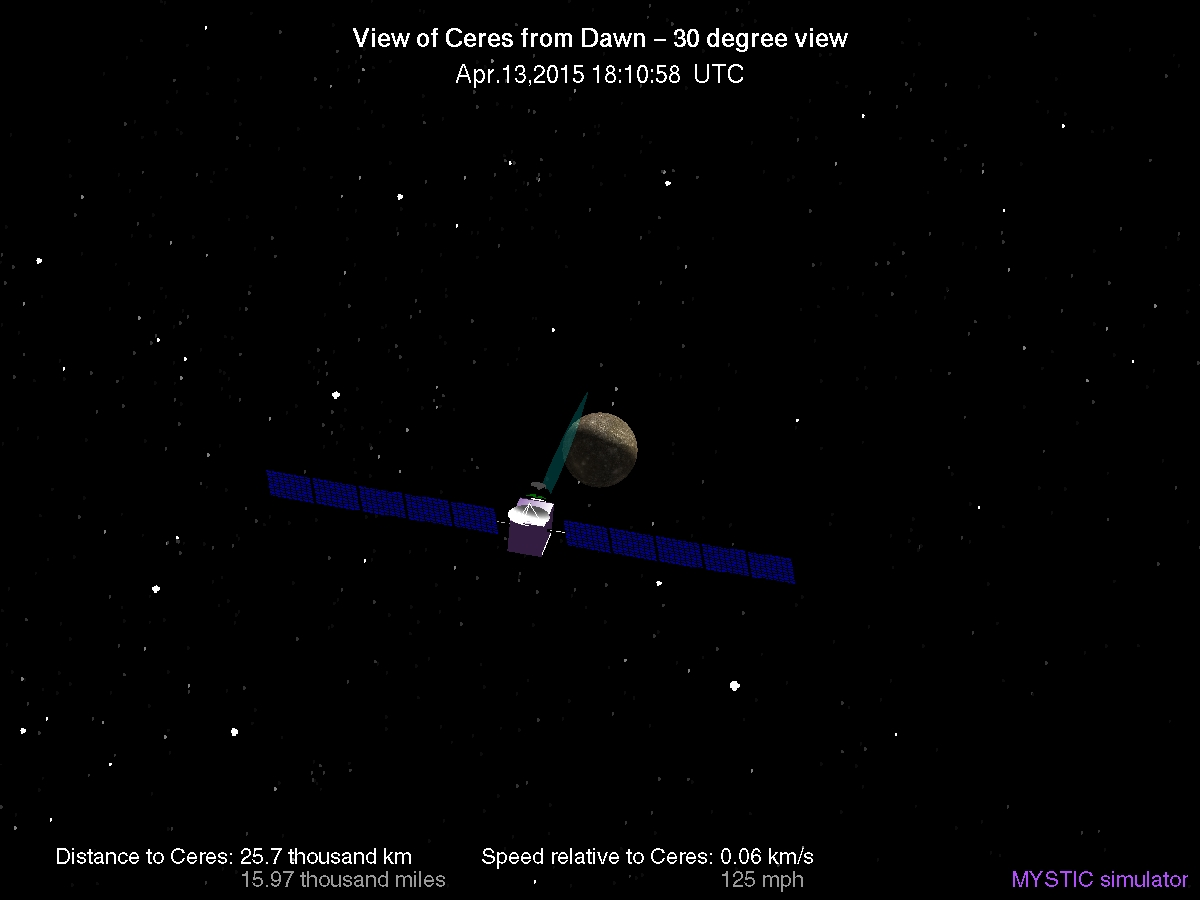 View of Ceres from Dawn – 30 degree view
Apr.13,2015 18:10:58 UTC
Distance to Ceres: 25.7 thousand km
15.97 thousand miles
Speed relative to Ceres: 0.06 km/s
125 mph
MYSTIC simulator